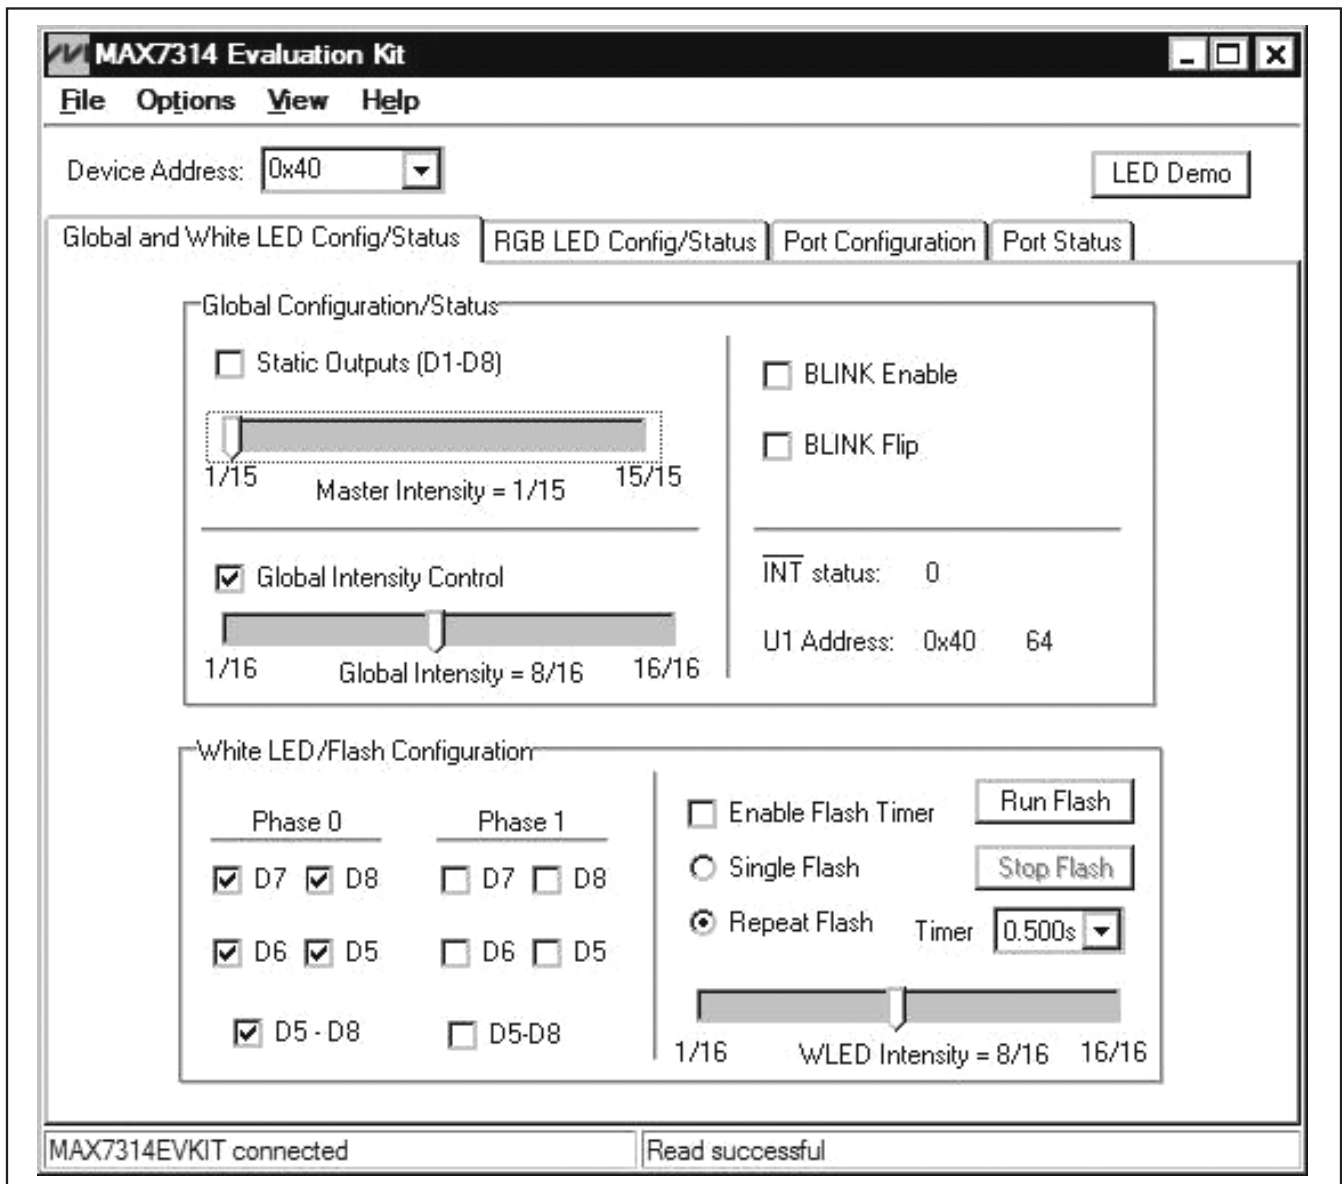 MAX7314 Evaluation Kit
File Options View Help
Device Address: 0x40 LED Demo
Global and White LED Config/Status RGB LED Config/Status Port Configuration Port Status
Global Configuration/Status
Static Outputs (D1-D8)
1/15 15/15
Master Intensity = 1/15
Global Intensity Control
1/16 16/16
Global Intensity = 8/16
BLINK Enable
BLINK Flip
INT status: 0
U1 Address: 0x40 64
White LED/Flash Configuration
Phase 0 Phase 1
D7 D8 D7 D8
D6 D5 D6 D5
D5 - D8 D5-D8
Enable Flash Timer Run Flash
Single Flash Stop Flash
Repeat Flash Timer 0.500s
1/16 WLED Intensity = 8/16 16/16
MAX7314EVKIT connected Read successful